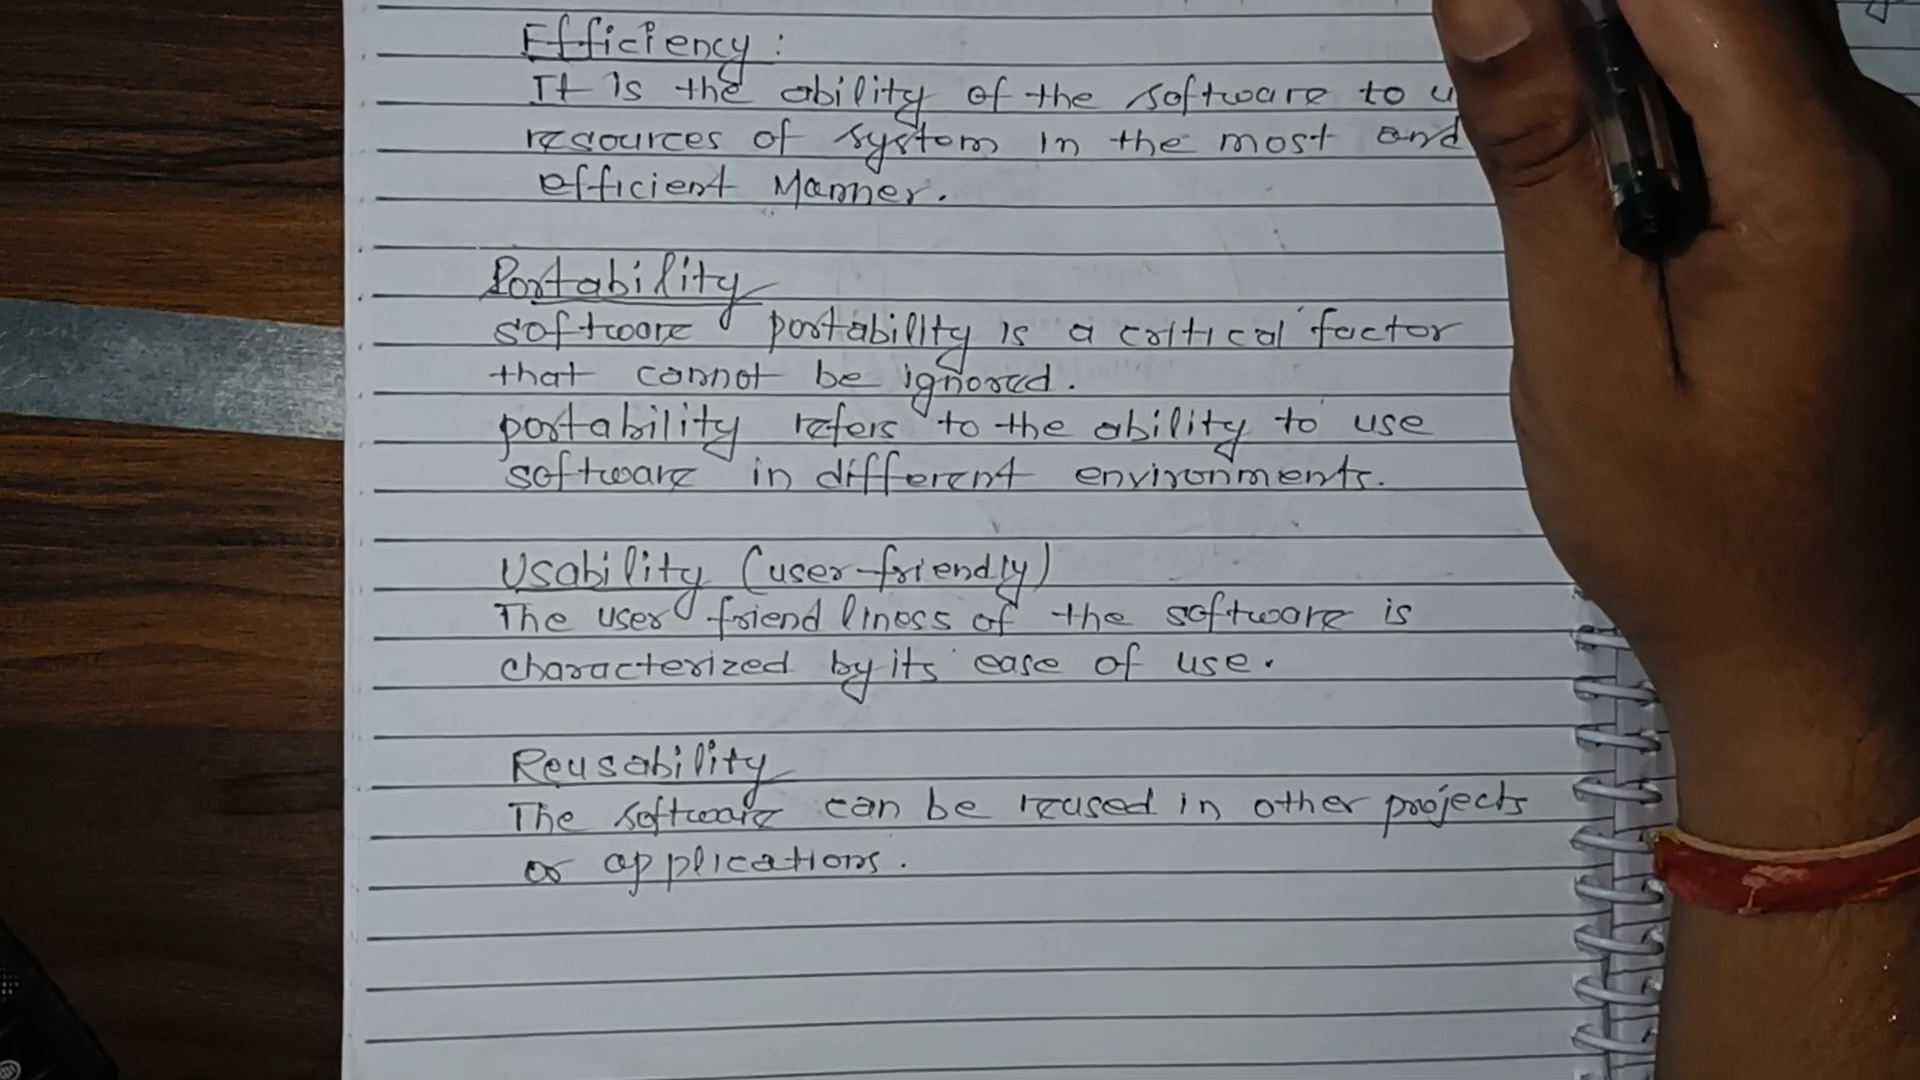 Efficiency :
It is the ability of the software to
resources of system in the most and
efficient Manner.
Portability
software portability is a critical factor
that cannot be ignored.
portability refers to the ability to use
software in different environments.
Usability (user-friendly)
The user friend liness of the software is
characterized by its ease of use.
Reusability
The software can be reused in other projects
or applications.